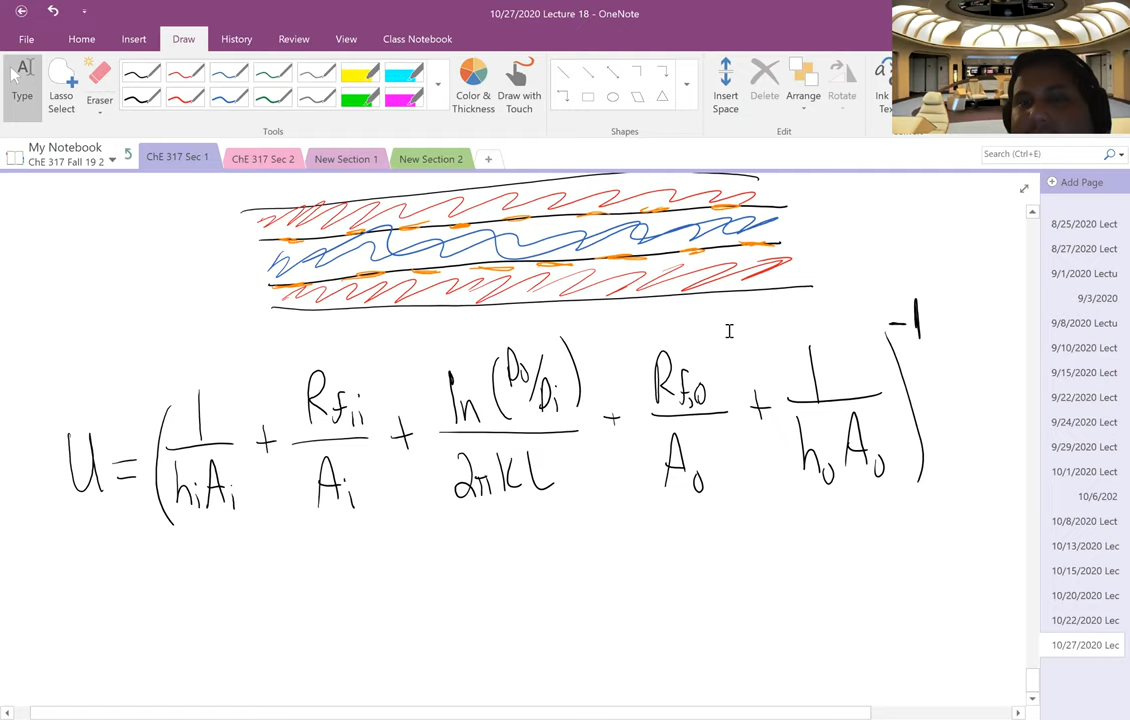 10/27/2020 Lecture 18 - OneNote
File Home Insert Draw History Review View Class Notebook
Type
Lasso Select
Eraser
Color & Thickness
Draw with Touch
Insert Space
Delete
Arrange
Rotate
Ink
Tools
Shapes
Edit
My Notebook
ChE 317 Fall 19 2
ChE 317 Sec 1
ChE 317 Sec 2
New Section 1
New Section 2
Search (Ctrl+E)
Add Page
8/25/2020 Lect
8/27/2020 Lect
9/1/2020 Lectu
9/3/2020
9/8/2020 Lectu
9/10/2020 Lect
9/15/2020 Lect
9/22/2020 Lect
9/24/2020 Lect
9/29/2020 Lect
10/1/2020 Lect
10/6/202
10/8/2020 Lect
10/13/2020 Lec
10/15/2020 Lec
10/20/2020 Lec
10/22/2020 Lec
10/27/2020 Lec
U = (1/(hiAi) + Rf,i/Ai + ln(Do/Di)/(2πKL) + Rf,o/Ao + 1/(hoAo))^-1